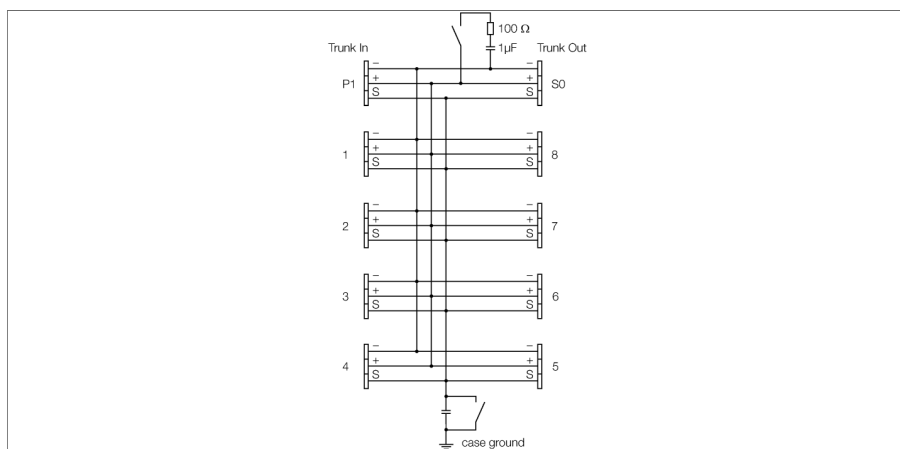 100 Ω
1µF
Trunk In
Trunk Out
P1 − + S − + S S0
1 − + S − + S 8
2 − + S − + S 7
3 − + S − + S 6
4 − + S − + S 5
case ground